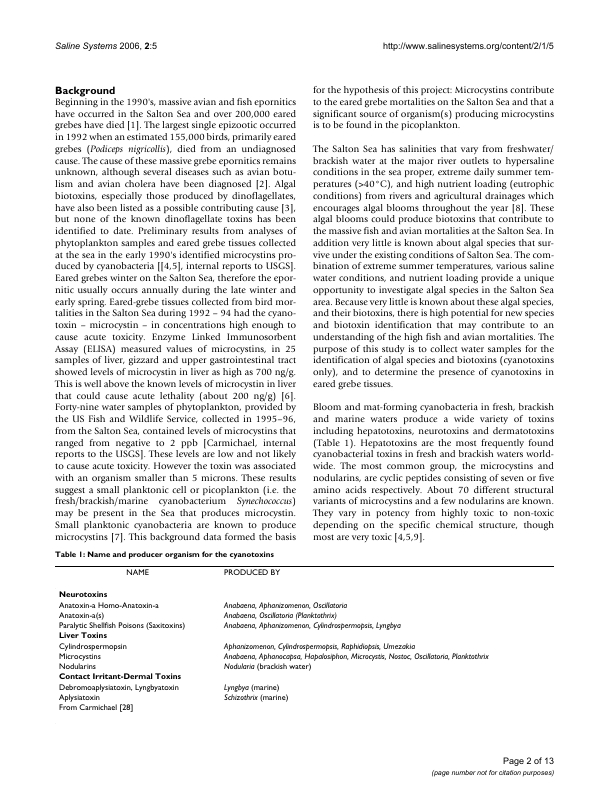 Saline Systems 2006, 2:5
http://www.salinesystems.org/content/2/1/5
Background
Beginning in the 1990's, massive avian and fish epornitics
have occurred in the Salton Sea and over 200,000 eared
grebes have died [1]. The largest single epizootic occurred
in 1992 when an estimated 155,000 birds, primarily eared
grebes (Podiceps nigricollis), died from an undiagnosed
cause. The cause of these massive grebe epornitics remains
unknown, although several diseases such as avian botu-
lism and avian cholera have been diagnosed [2]. Algal
biotoxins, especially those produced by dinoflagellates,
have also been listed as a possible contributing cause [3],
but none of the known dinoflagellate toxins has been
identified to date. Preliminary results from analyses of
phytoplankton samples and eared grebe tissues collected
at the sea in the early 1990's identified microcystins pro-
duced by cyanobacteria [[4,5], internal reports to USGS].
Eared grebes winter on the Salton Sea, therefore the epor-
nitic usually occurs annually during the late winter and
early spring. Eared-grebe tissues collected from bird mor-
talities in the Salton Sea during 1992 – 94 had the cyano-
toxin – microcystin – in concentrations high enough to
cause acute toxicity. Enzyme Linked Immunosorbent
Assay (ELISA) measured values of microcystins, in 25
samples of liver, gizzard and upper gastrointestinal tract
showed levels of microcystin in liver as high as 700 ng/g.
This is well above the known levels of microcystin in liver
that could cause acute lethality (about 200 ng/g) [6].
Forty-nine water samples of phytoplankton, provided by
the US Fish and Wildlife Service, collected in 1995–96,
from the Salton Sea, contained levels of microcystins that
ranged from negative to 2 ppb [Carmichael, internal
reports to the USGS]. These levels are low and not likely
to cause acute toxicity. However the toxin was associated
with an organism smaller than 5 microns. These results
suggest a small planktonic cell or picoplankton (i.e. the
fresh/brackish/marine cyanobacterium Synechococcus)
may be present in the Sea that produces microcystin.
Small planktonic cyanobacteria are known to produce
microcystins [7]. This background data formed the basis
for the hypothesis of this project: Microcystins contribute
to the eared grebe mortalities on the Salton Sea and that a
significant source of organism(s) producing microcystins
is to be found in the picoplankton.
The Salton Sea has salinities that vary from freshwater/
brackish water at the major river outlets to hypersaline
conditions in the sea proper, extreme daily summer tem-
peratures (>40°C), and high nutrient loading (eutrophic
conditions) from rivers and agricultural drainages which
encourages algal blooms throughout the year [8]. These
algal blooms could produce biotoxins that contribute to
the massive fish and avian mortalities at the Salton Sea. In
addition very little is known about algal species that sur-
vive under the existing conditions of Salton Sea. The com-
bination of extreme summer temperatures, various saline
water conditions, and nutrient loading provide a unique
opportunity to investigate algal species in the Salton Sea
area. Because very little is known about these algal species,
and their biotoxins, there is high potential for new species
and biotoxin identification that may contribute to an
understanding of the high fish and avian mortalities. The
purpose of this study is to collect water samples for the
identification of algal species and biotoxins (cyanotoxins
only), and to determine the presence of cyanotoxins in
eared grebe tissues.
Bloom and mat-forming cyanobacteria in fresh, brackish
and marine waters produce a wide variety of toxins
including hepatotoxins, neurotoxins and dermatotoxins
(Table 1). Hepatotoxins are the most frequently found
cyanobacterial toxins in fresh and brackish waters world-
wide. The most common group, the microcystins and
nodularins, are cyclic peptides consisting of seven or five
amino acids respectively. About 70 different structural
variants of microcystins and a few nodularins are known.
They vary in potency from highly toxic to non-toxic
depending on the specific chemical structure, though
most are very toxic [4,5,9].
Table 1: Name and producer organism for the cyanotoxins
NAME PRODUCED BY
Neurotoxins
Anatoxin-a Homo-Anatoxin-a Anabaena, Aphanizomenon, Oscillatoria
Anatoxin-a(s) Anabaena, Oscillatoria (Planktothrix)
Paralytic Shellfish Poisons (Saxitoxins) Anabaena, Aphanizomenon, Cylindrospermopsis, Lyngbya
Liver Toxins
Cylindrospermopsin Aphanizomenon, Cylindrospermopsis, Raphidiopsis, Umezakia
Microcystins Anabaena, Aphanocapsa, Hapalosiphon, Microcystis, Nostoc, Oscillatoria, Planktothrix
Nodularins Nodularia (brackish water)
Contact Irritant-Dermal Toxins
Debromoaplysiatoxin, Lyngbyatoxin Lyngbya (marine)
Aplysiatoxin Schizothrix (marine)
From Carmichael [28]
Page 2 of 13
(page number not for citation purposes)